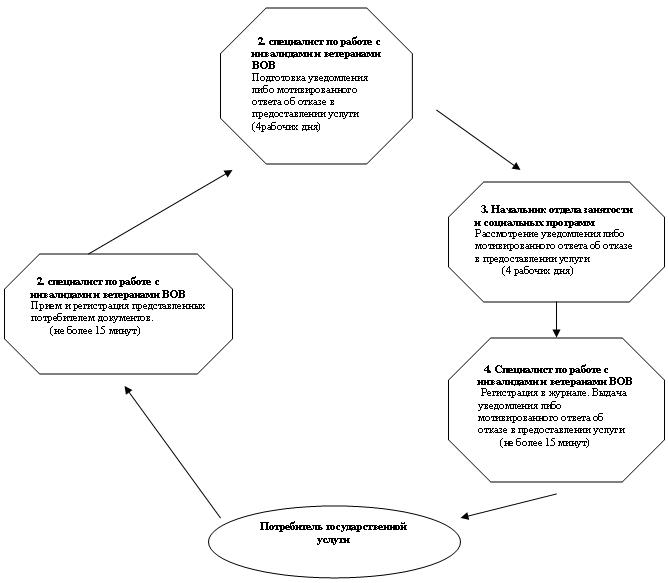 2. специалист по работе с
инвалидами и ветеранами
ВОВ
Подготовка уведомления
либо мотивированного
ответа об отказе в
предоставлении услуги
(4рабочих дня)
3. Начальник отдела занятости
и социальных программ
Рассмотрение уведомления либо
мотивированного ответа об отказе
в предоставлении услуги
(4 рабочих дня)
2. специалист по работе с
инвалидами и ветеранами ВОВ
Прием и регистрация представленных
потребителем документов.
(не более 15 минут)
4. Специалист по работе с
инвалидами и ветеранами ВОВ
Регистрация в журнале. Выдача
уведомления либо
мотивированного ответа об
отказе в предоставлении услуги
(не более 15 минут)
Потребитель государственной
услуги